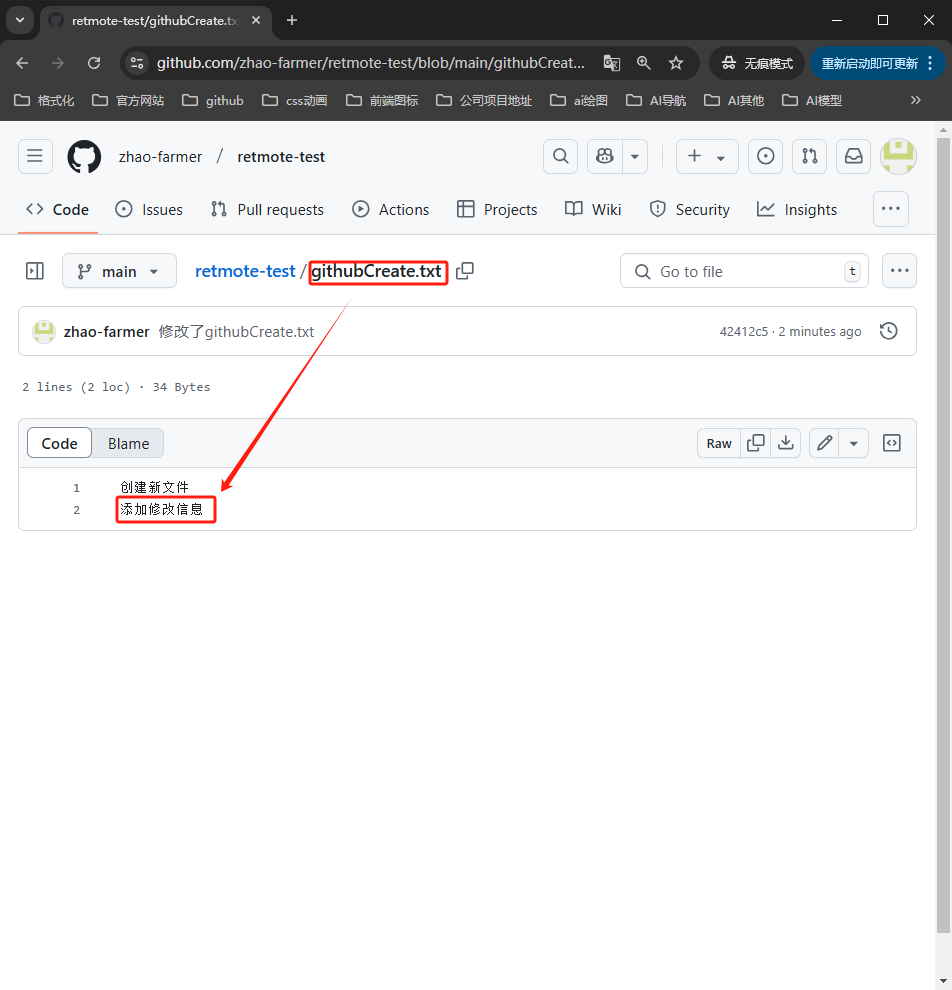 retmote-test/githubCreate.tx
github.com/zhao-farmer/retmote-test/blob/main/githubCreat...
无痕模式
重新启动即可更新
格式化 官方网站 github css动画 前端图标 公司项目地址 ai绘图 AI导航 AI其他 AI模型
zhao-farmer / retmote-test
Code Issues Pull requests Actions Projects Wiki Security Insights
main retmote-test / githubCreate.txt Go to file t
zhao-farmer 修改了githubCreate.txt 42412c5 · 2 minutes ago
2 lines (2 loc) · 34 Bytes
Code Blame Raw
1 创建新文件
2 添加修改信息